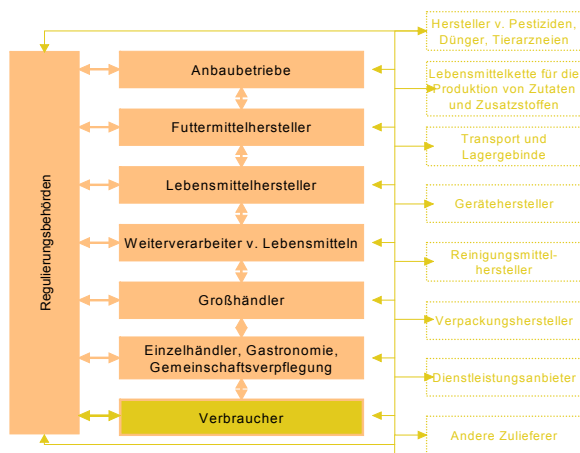 Regulierungsbehörden
Anbaubetriebe
Futtermittelhersteller
Lebensmittelhersteller
Weiterverarbeiter v. Lebensmitteln
Großhändler
Einzelhändler, Gastronomie,
Gemeinschaftsverpflegung
Verbraucher
Hersteller v. Pestiziden,
Dünger, Tierarzneien
Lebensmittelkette für die
Produktion von Zutaten
und Zusatzstoffen
Transport und
Lagergebinde
Gerätehersteller
Reinigungsmittel-
hersteller
Verpackungshersteller
Dienstleistungsanbieter
Andere Zulieferer